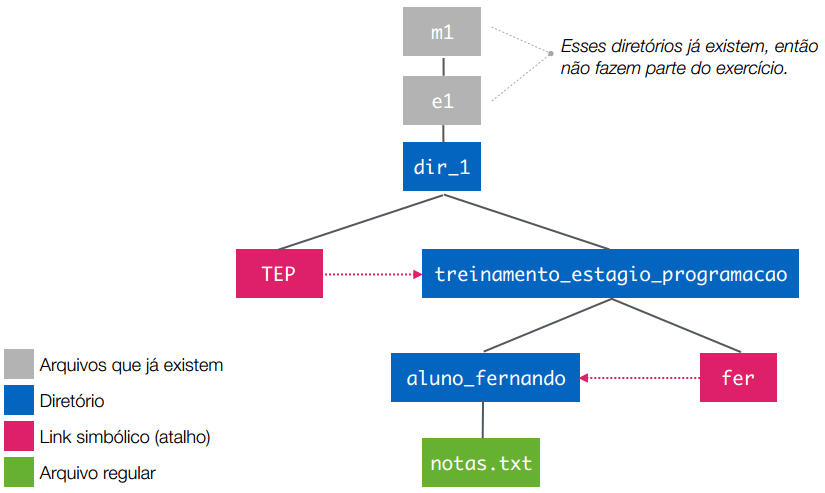 m1
Esses diretórios já existem, então
não fazem parte do exercício.
e1
dir_1
TEP
treinamento_estagio_programacao
aluno_fernando
fer
notas.txt
Arquivos que já existem
Diretório
Link simbólico (atalho)
Arquivo regular